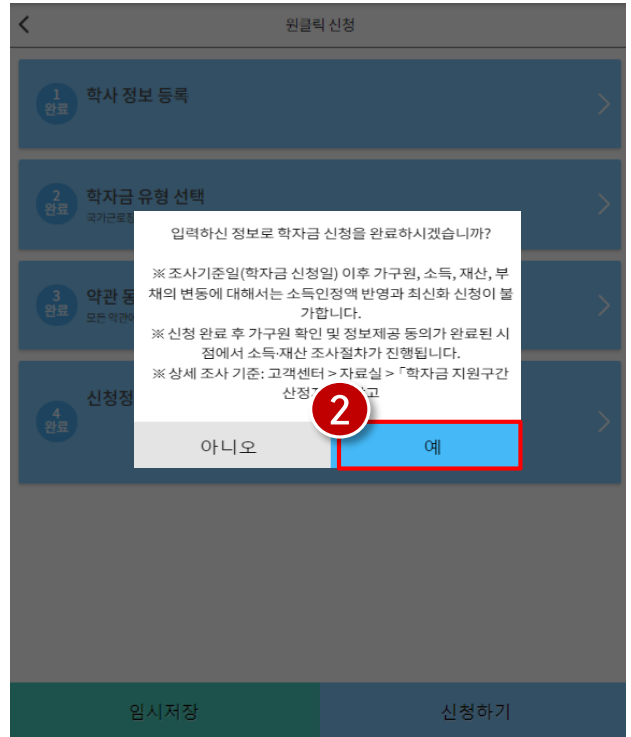 원클릭 신청
1
완료
학사 정보 등록
2
완료
학자금 유형 선택
국가근로장
3
완료
약관 동
모든 약관에
4
완료
신청정
입력하신 정보로 학자금 신청을 완료하시겠습니까?
※ 조사기준일(학자금 신청일) 이후 가구원, 소득, 재산, 부
채의 변동에 대해서는 소득인정액 반영과 최신화 신청이 불
가합니다.
※ 신청 완료 후 가구원 확인 및 정보제공 동의가 완료된 시
점에서 소득·재산 조사절차가 진행됩니다.
※ 상세 조사 기준: 고객센터 > 자료실 > 「학자금 지원구간
산정
고
2
아니오
예
임시저장
신청하기